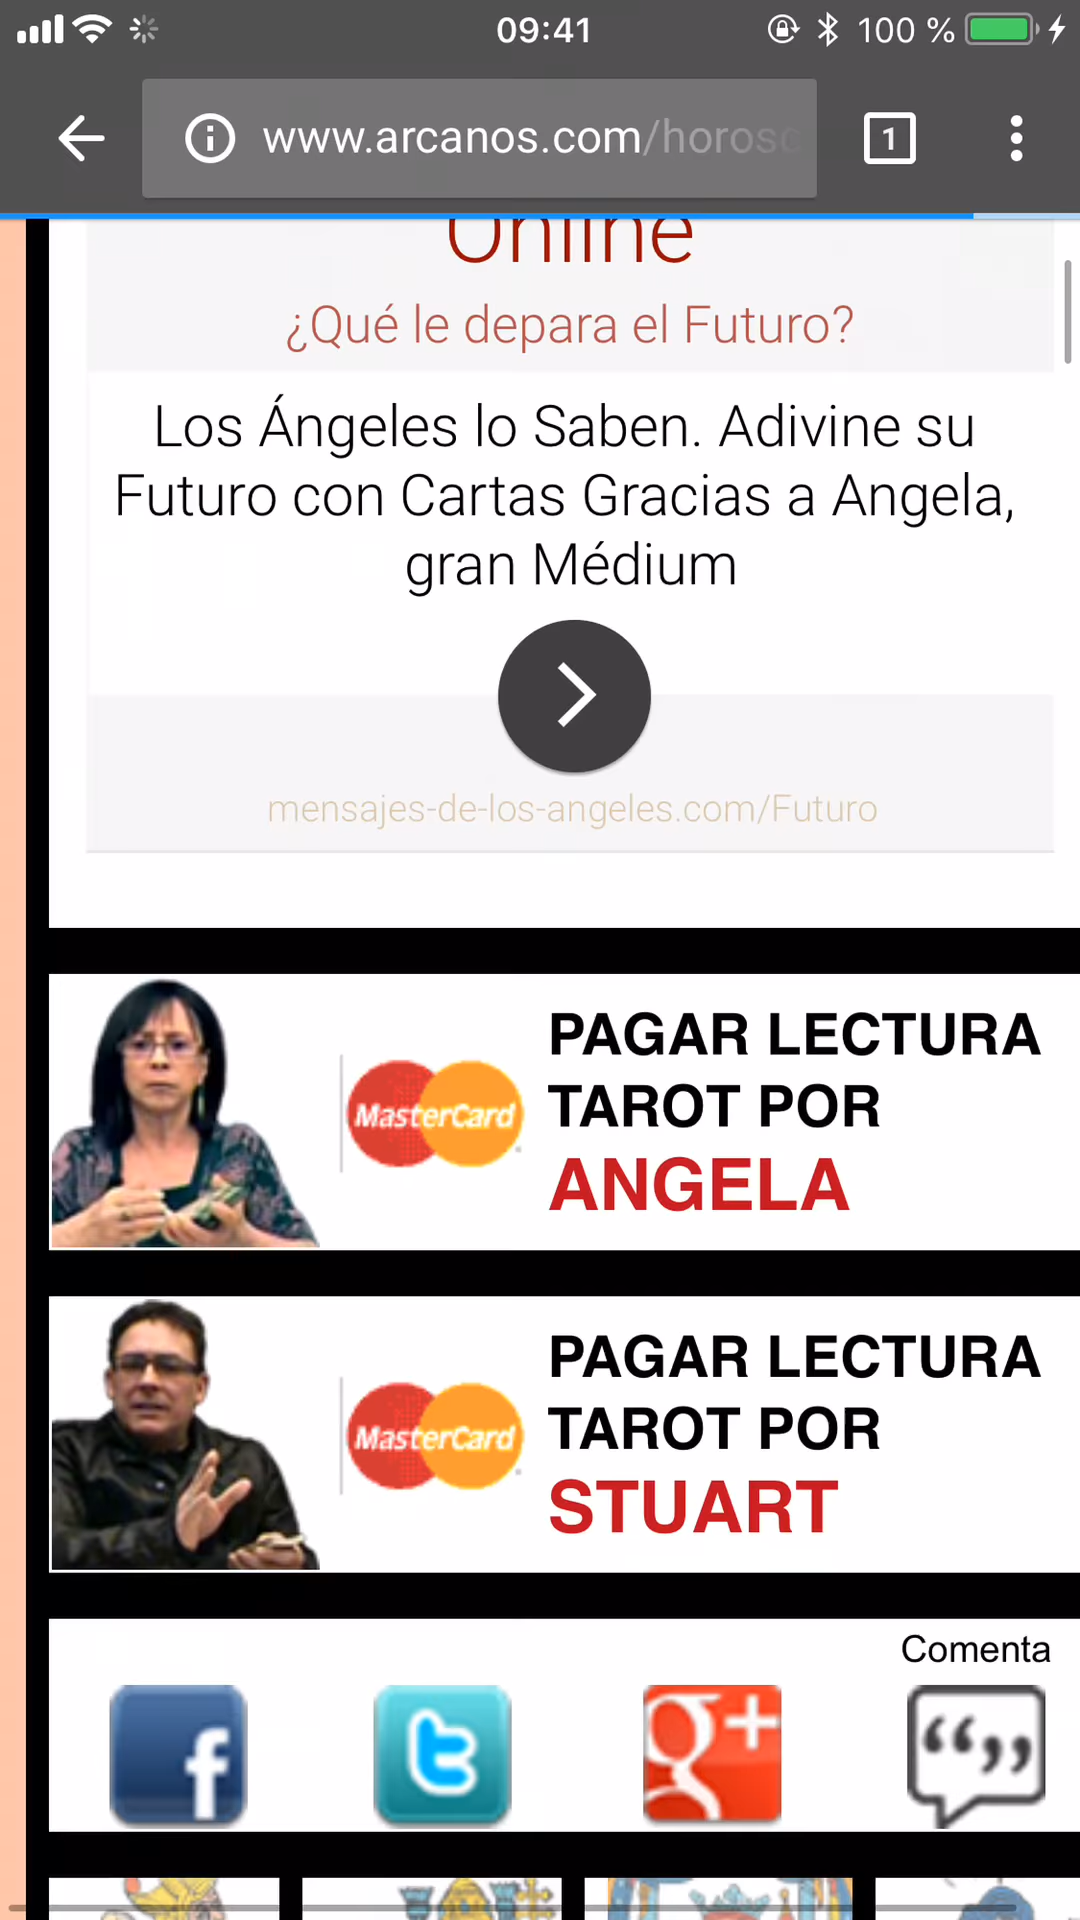 09:41
100 %
www.arcanos.com/horosc
1
Online
¿Qué le depara el Futuro?
Los Ángeles lo Saben. Adivine su
Futuro con Cartas Gracias a Angela,
gran Médium
mensajes-de-los-angeles.com/Futuro
PAGAR LECTURA
MasterCard
TAROT POR
ANGELA
PAGAR LECTURA
MasterCard
TAROT POR
STUART
Comenta